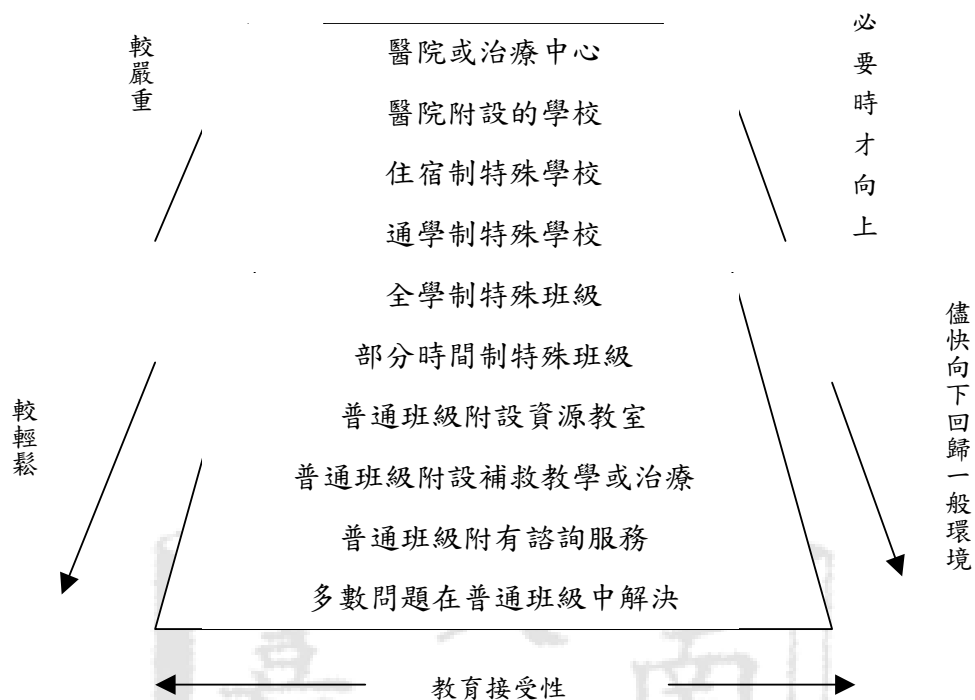 必要時才向上
較嚴重
醫院或治療中心
醫院附設的學校
住宿制特殊學校
通學制特殊學校
全學制特殊班級
部分時間制特殊班級
普通班級附設資源教室
普通班級附設補救教學或治療
普通班級附有諮詢服務
多數問題在普通班級中解決
較輕鬆
儘快向下回歸一般環境
教育接受性